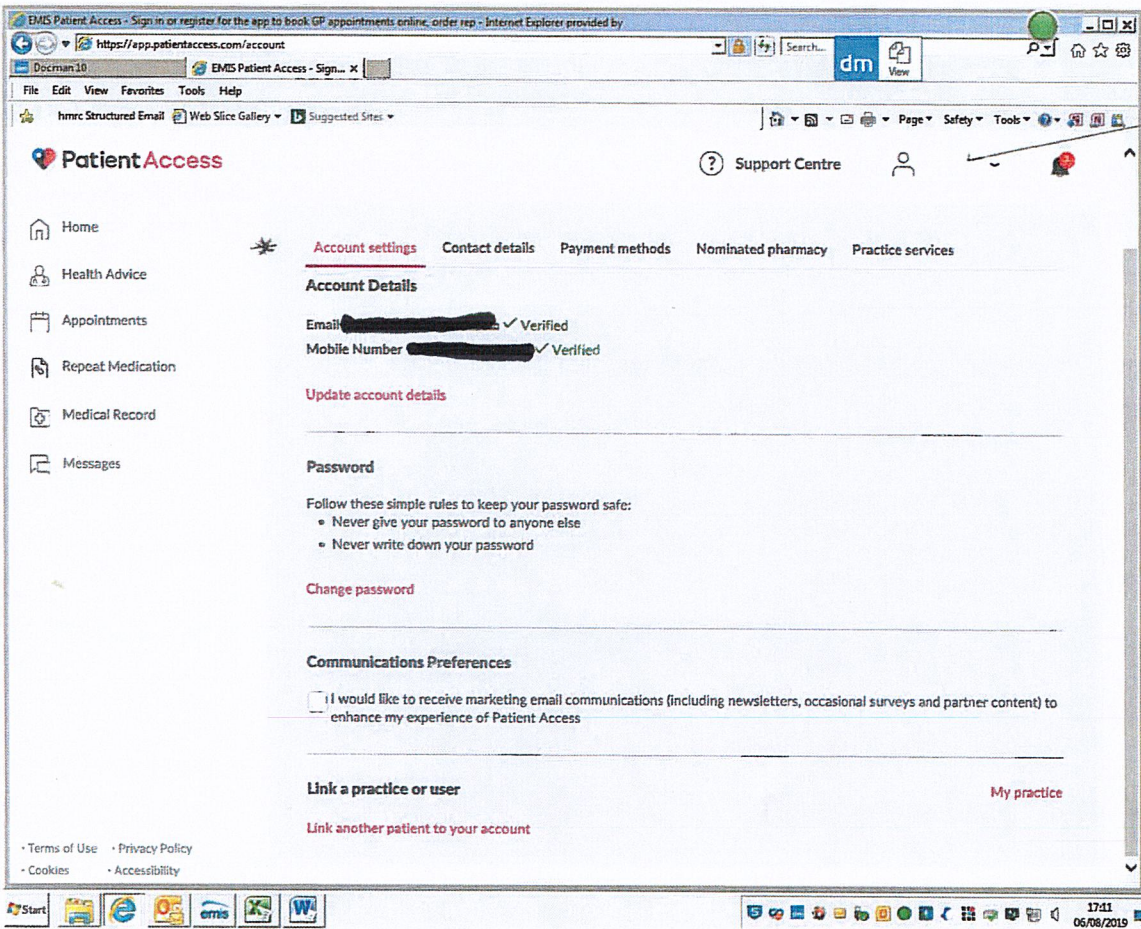 EMIS Patient Access - Sign in or register for the app to book GP appointments online, order rep - Internet Explorer provided by
https://app.patientaccess.com/account
Search...
dm
View
Docman 10
EMIS Patient Access - Sign... x
File Edit View Favorites Tools Help
hmrc Structured Email Web Slice Gallery Suggested Sites
Page Safety Tools
Patient Access
Support Centre
Home
Health Advice
Appointments
Repeat Medication
Medical Record
Messages
Account settings Contact details Payment methods Nominated pharmacy Practice services
Account Details
Email ✓ Verified
Mobile Number ✓ Verified
Update account details
Password
Follow these simple rules to keep your password safe:
• Never give your password to anyone else
• Never write down your password
Change password
Communications Preferences
I would like to receive marketing email communications (including newsletters, occasional surveys and partner content) to
enhance my experience of Patient Access
Link a practice or user
My practice
Link another patient to your account
• Terms of Use • Privacy Policy
• Cookies • Accessibility
Start
emis
17:11
06/08/2019